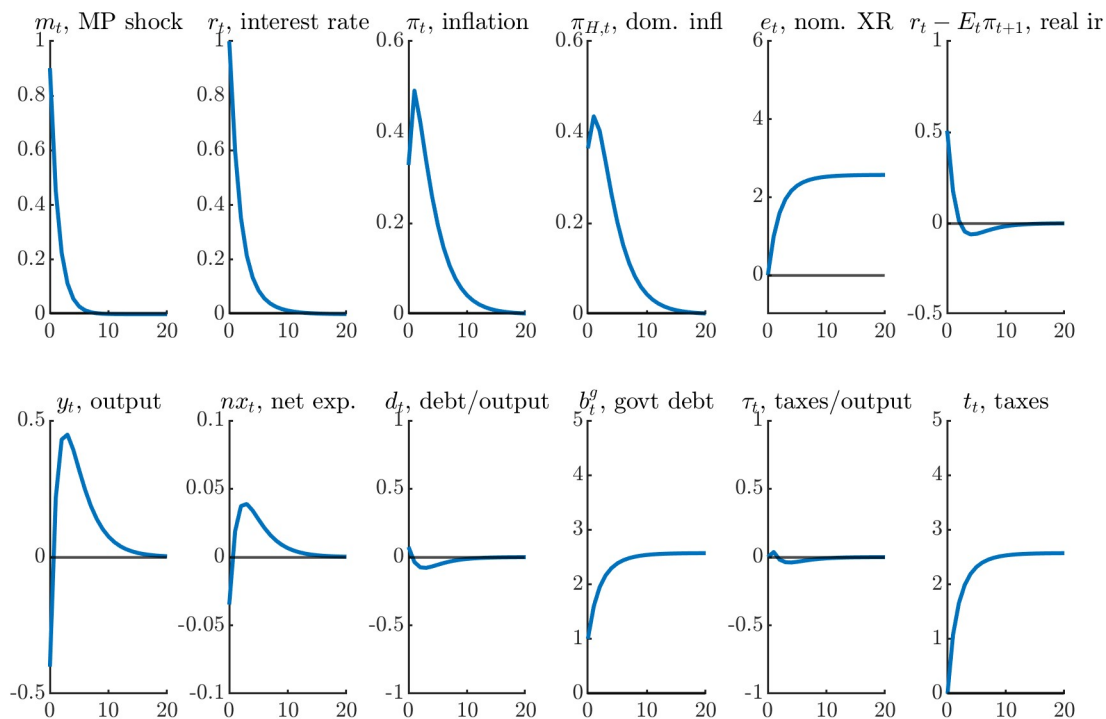 m_t, MP shock
r_t, interest rate
π_t, inflation
π_{H,t}, dom. infl
e_t, nom. XR
r_t − E_tπ_{t+1}, real ir
1
0.8
0.6
0.4
0.2
0
0 10 20
1
0.8
0.6
0.4
0.2
0
0 10 20
0.6
0.4
0.2
0
0 10 20
0.6
0.4
0.2
0
0 10 20
6
4
2
0
0 10 20
1
0.5
0
-0.5
0 10 20
y_t, output
nx_t, net exp.
d_t, debt/output
b_t^g, govt debt
τ_t, taxes/output
t_t, taxes
0.5
0
-0.5
0 10 20
0.1
0.05
0
-0.05
-0.1
0 10 20
1
0.5
0
-0.5
-1
0 10 20
5
4
3
2
1
0
0 10 20
1
0.5
0
-0.5
-1
0 10 20
5
4
3
2
1
0
0 10 20